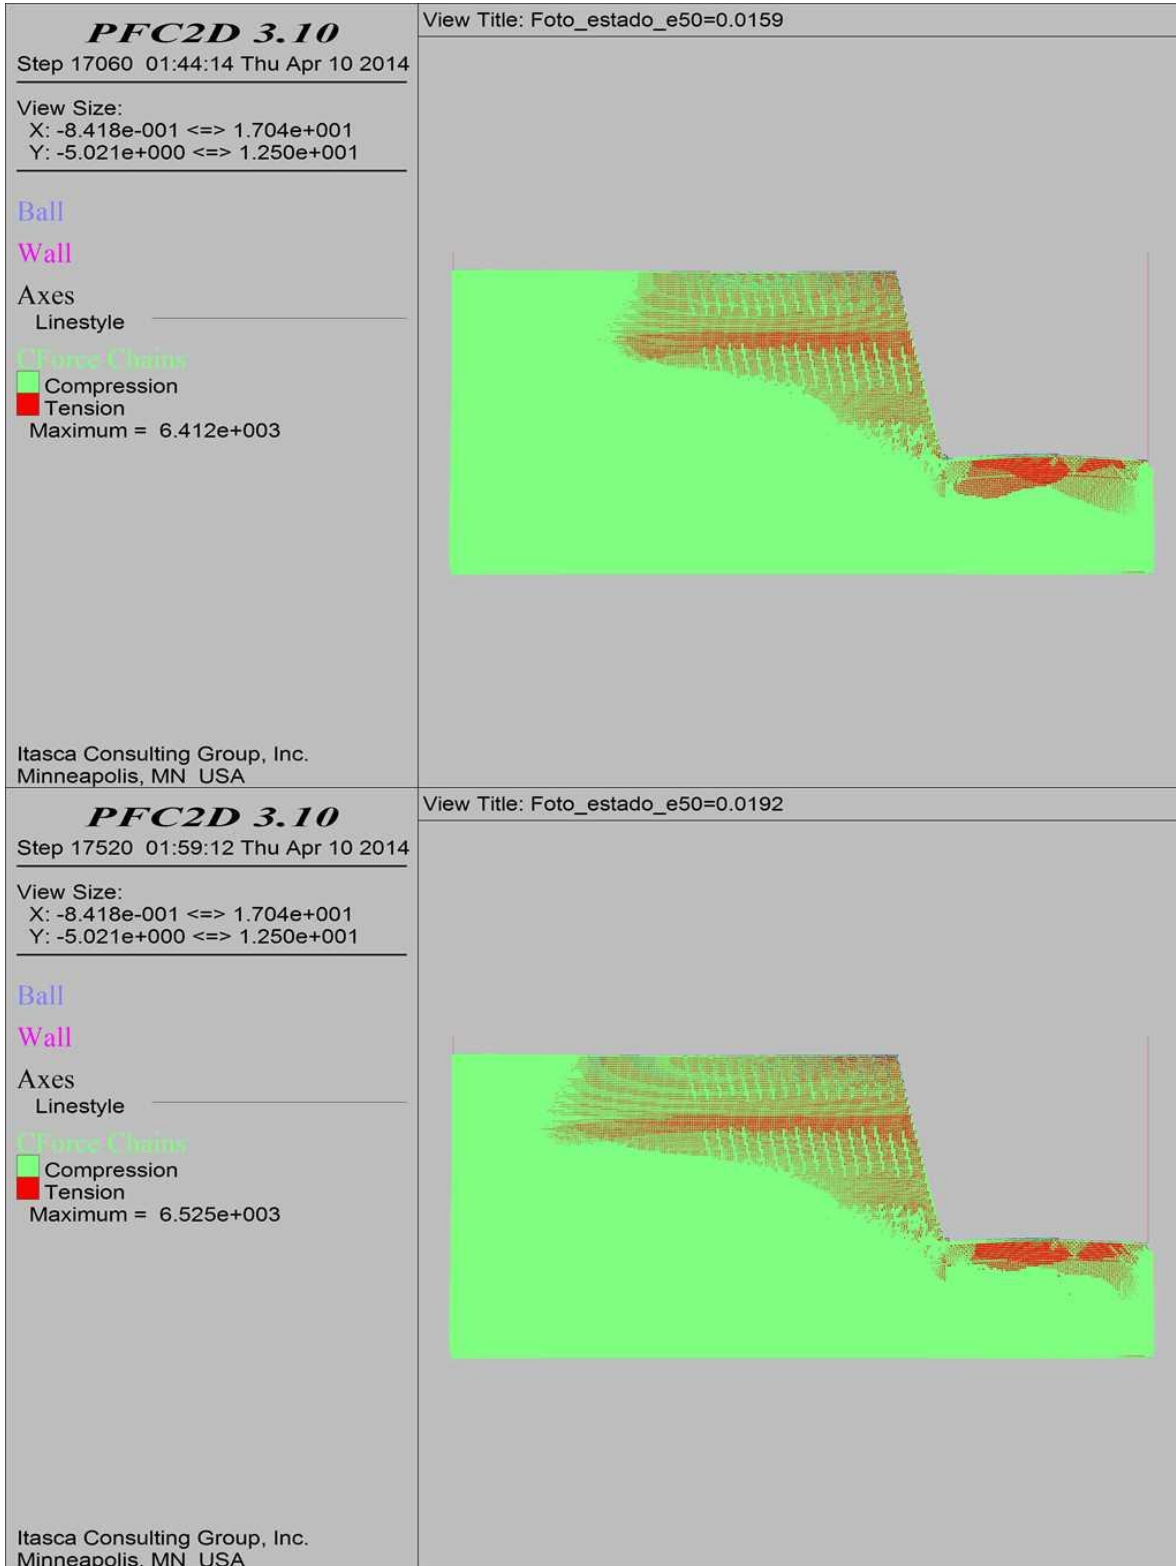 PFC2D 3.10
Step 17060 01:44:14 Thu Apr 10 2014
View Size:
X: -8.418e-001 <=> 1.704e+001
Y: -5.021e+000 <=> 1.250e+001
Ball
Wall
Axes
Linestyle
CForce Chains
Compression
Tension
Maximum = 6.412e+003
Itasca Consulting Group, Inc.
Minneapolis, MN USA
View Title: Foto_estado_e50=0.0159
PFC2D 3.10
Step 17520 01:59:12 Thu Apr 10 2014
View Size:
X: -8.418e-001 <=> 1.704e+001
Y: -5.021e+000 <=> 1.250e+001
Ball
Wall
Axes
Linestyle
CForce Chains
Compression
Tension
Maximum = 6.525e+003
Itasca Consulting Group, Inc.
Minneapolis, MN USA
View Title: Foto_estado_e50=0.0192